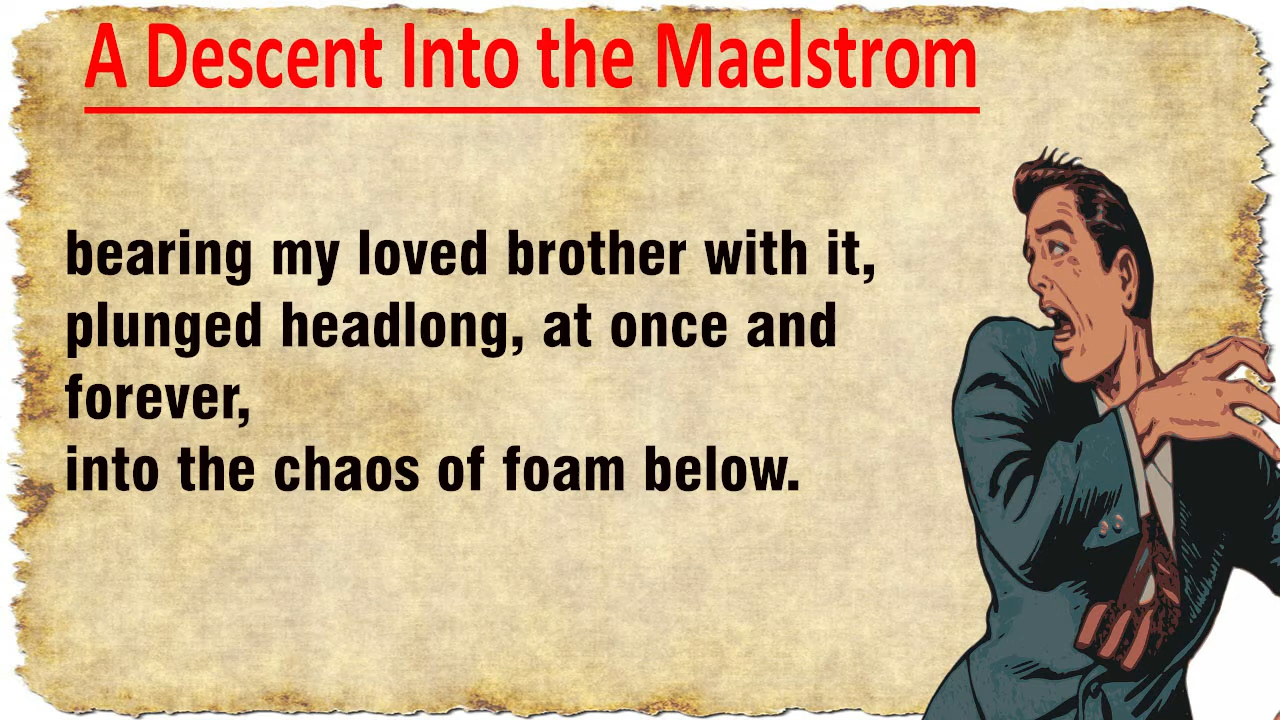 A Descent Into the Maelstrom
bearing my loved brother with it,
plunged headlong, at once and
forever,
into the chaos of foam below.